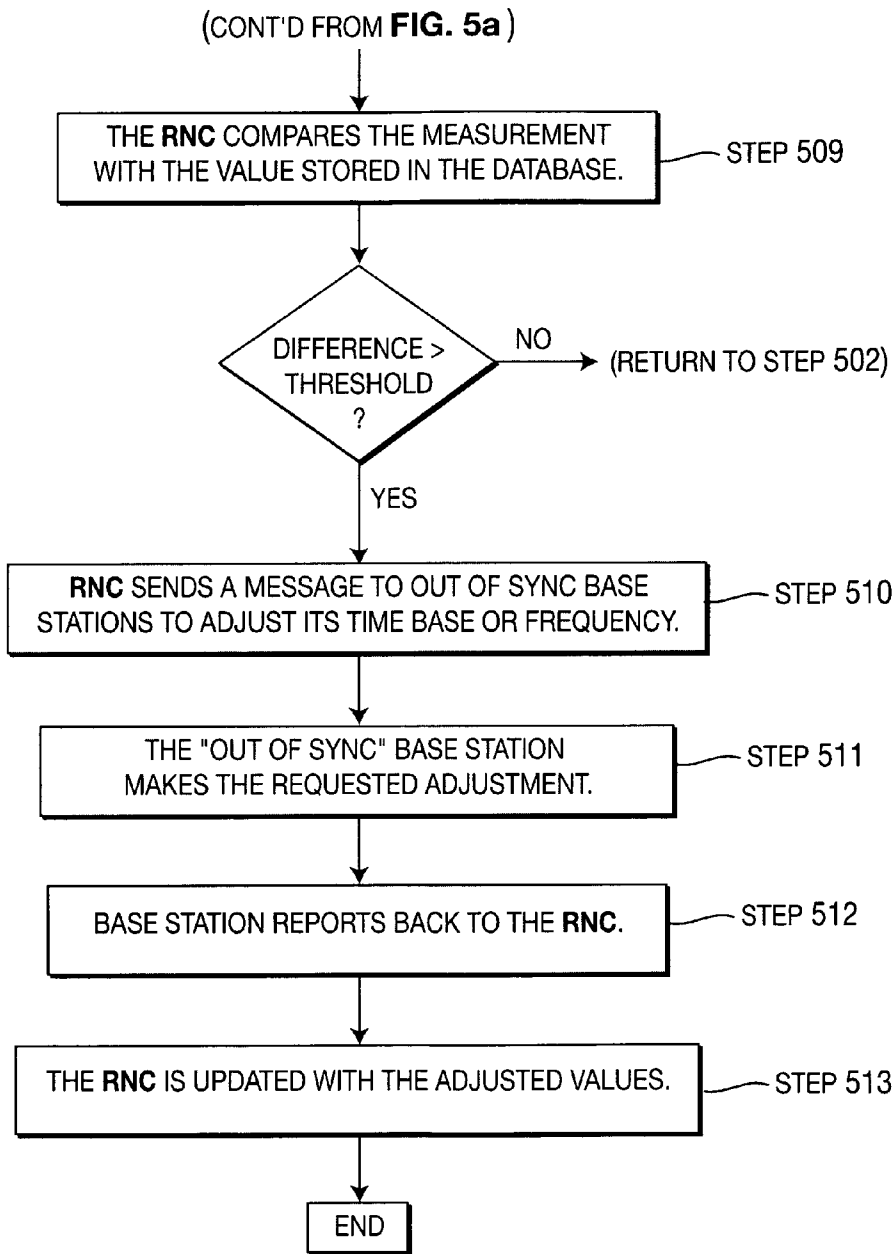 (CONT'D FROM FIG. 5a)
THE RNC COMPARES THE MEASUREMENT
WITH THE VALUE STORED IN THE DATABASE.
STEP 509
DIFFERENCE >
THRESHOLD
?
NO
(RETURN TO STEP 502)
YES
RNC SENDS A MESSAGE TO OUT OF SYNC BASE
STATIONS TO ADJUST ITS TIME BASE OR FREQUENCY.
STEP 510
THE "OUT OF SYNC" BASE STATION
MAKES THE REQUESTED ADJUSTMENT.
STEP 511
BASE STATION REPORTS BACK TO THE RNC.
STEP 512
THE RNC IS UPDATED WITH THE ADJUSTED VALUES.
STEP 513
END